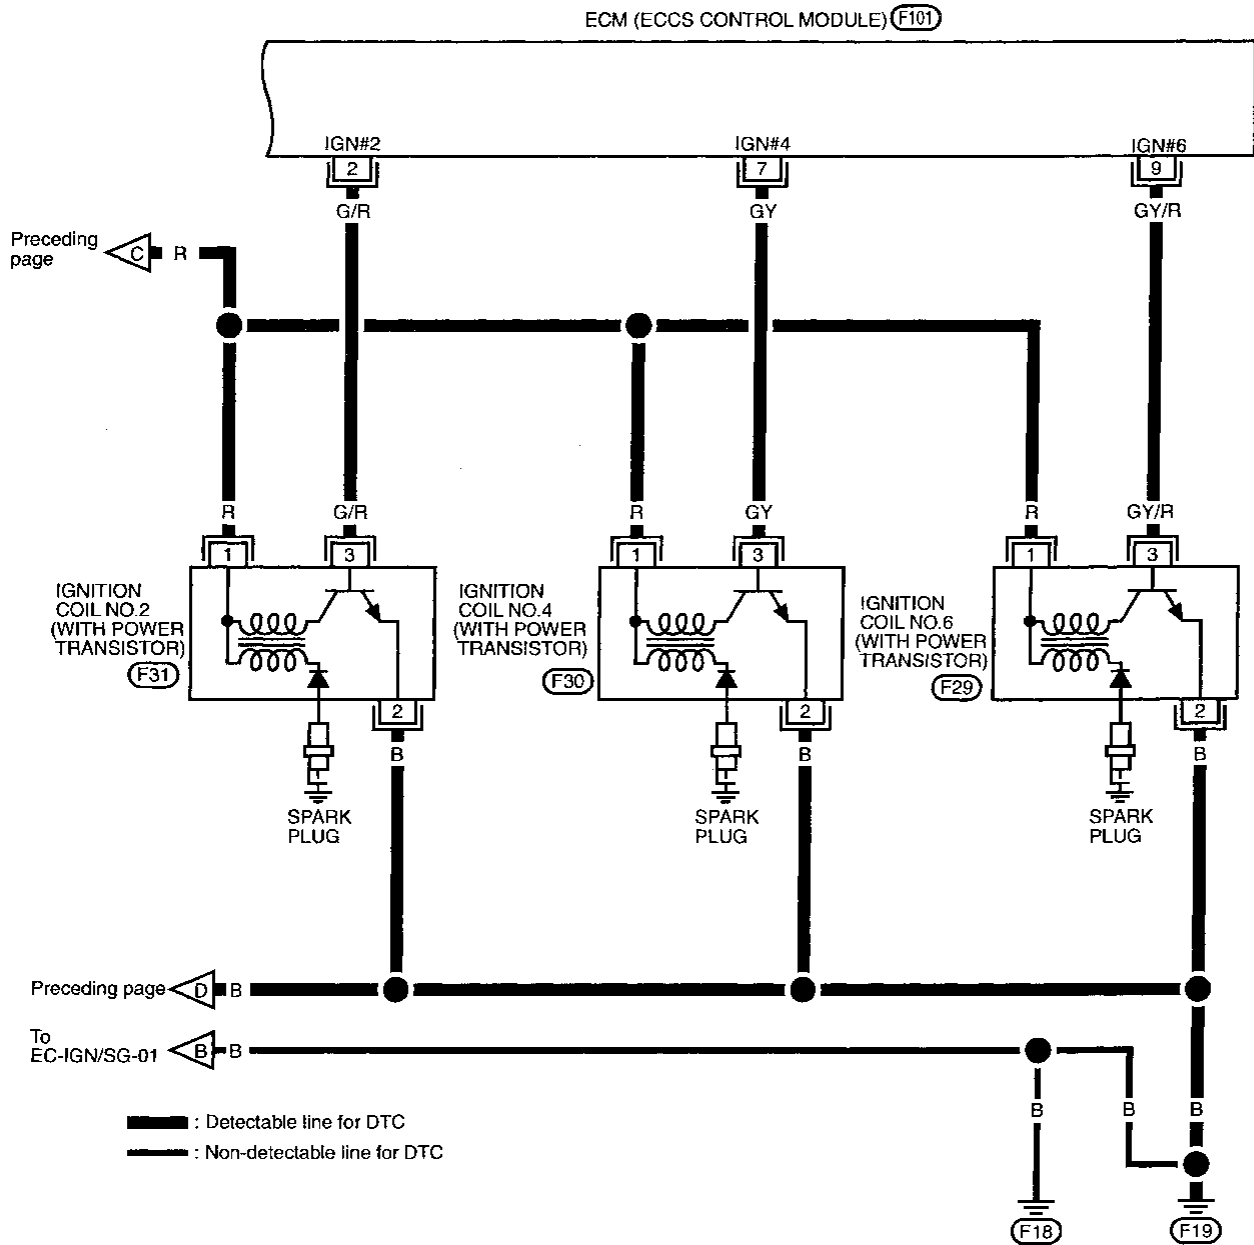 ECM (ECCS CONTROL MODULE) F101
IGN#2 IGN#4 IGN#6
2 7 9
G/R GY GY/R
Preceding
page
C R
R G/R R GY R GY/R
1 3 1 3 1 3
IGNITION
COIL NO.2
(WITH POWER
TRANSISTOR)
F31
IGNITION
COIL NO.4
(WITH POWER
TRANSISTOR)
F30
IGNITION
COIL NO.6
(WITH POWER
TRANSISTOR)
F29
2 2 2
B B B
SPARK
PLUG
SPARK
PLUG
SPARK
PLUG
Preceding page D B
To
EC-IGN/SG-01 B B
B B B
: Detectable line for DTC
: Non-detectable line for DTC
F18 F19